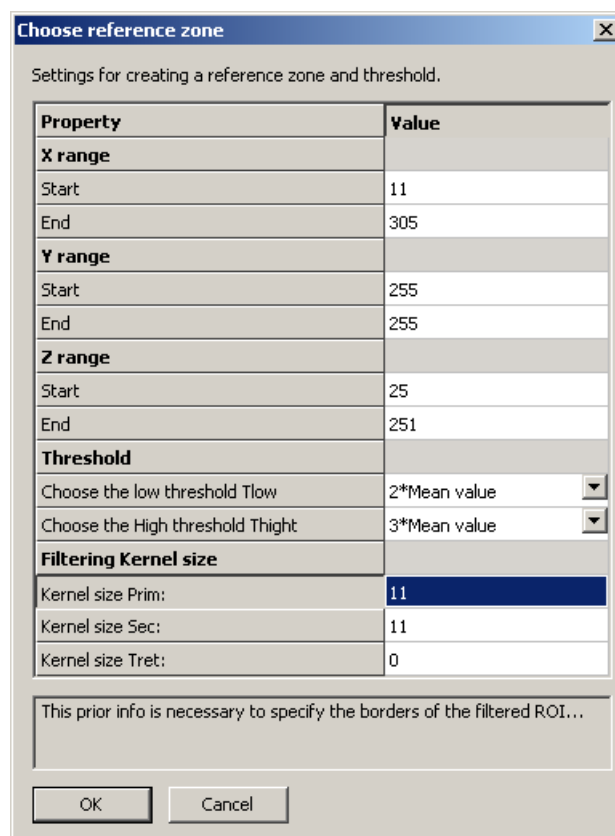 Choose reference zone
Settings for creating a reference zone and threshold.
Property Value
X range
Start 11
End 305
Y range
Start 255
End 255
Z range
Start 25
End 251
Threshold
Choose the low threshold Tlow 2*Mean value
Choose the High threshold Thight 3*Mean value
Filtering Kernel size
Kernel size Prim: 11
Kernel size Sec: 11
Kernel size Tret: 0
This prior info is necessary to specify the borders of the filtered ROI...
OK Cancel